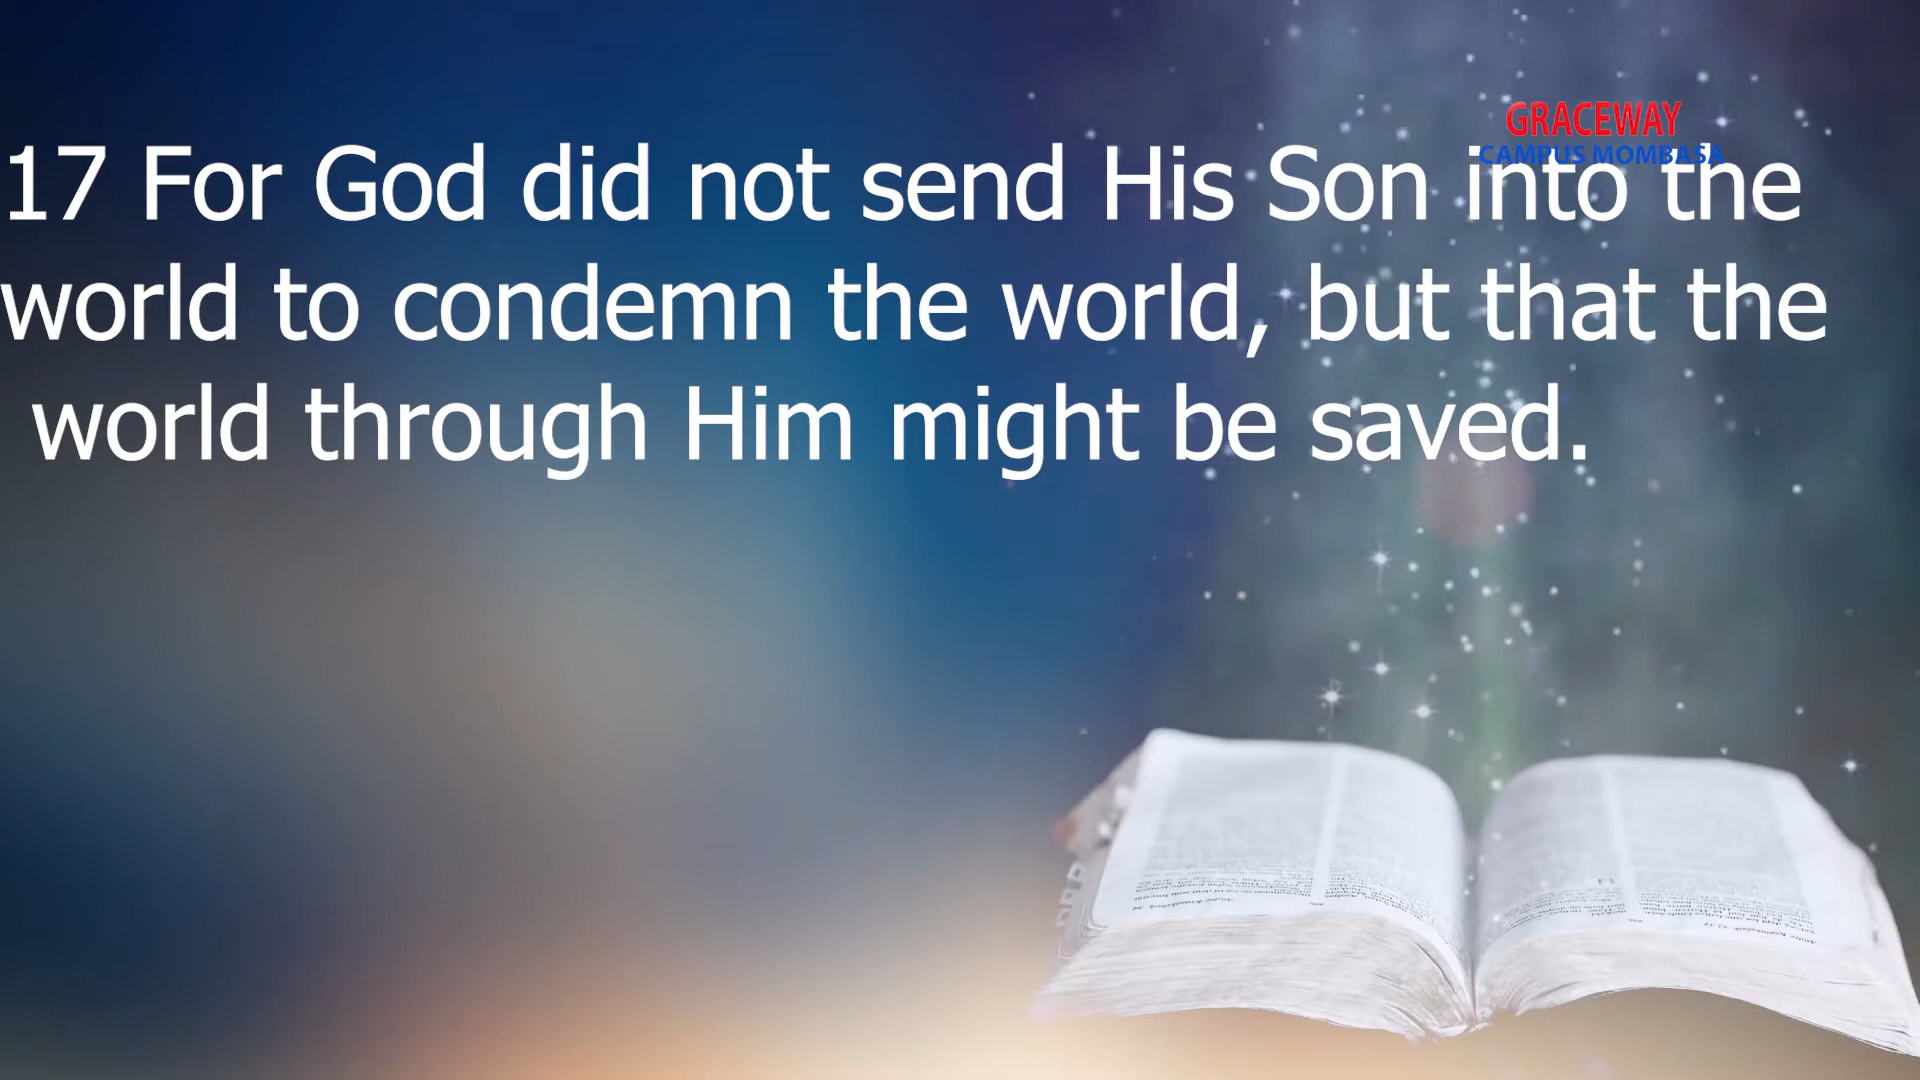 GRACEWAY
CAMPUS MOMBASA
17 For God did not send His Son into the
world to condemn the world, but that the
world through Him might be saved.